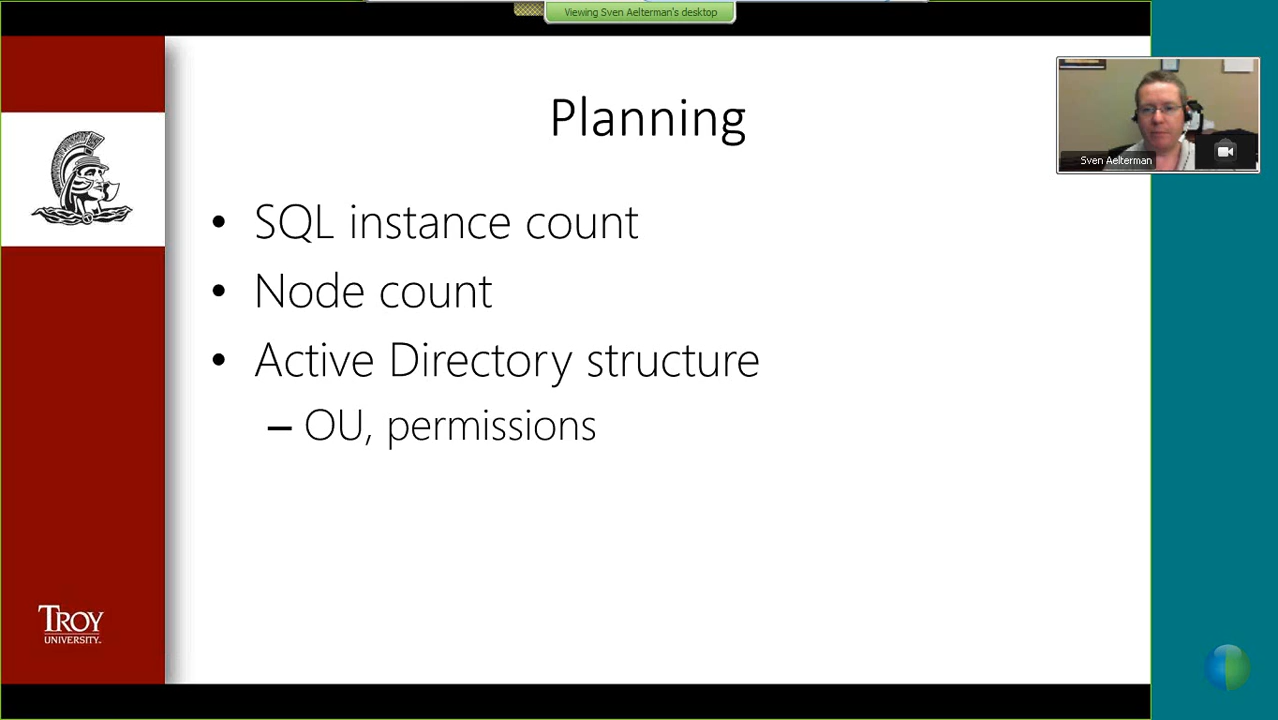 Viewing Sven Aelterman's desktop
Planning
Sven Aelterman
• SQL instance count
• Node count
• Active Directory structure
– OU, permissions
TROY
UNIVERSITY